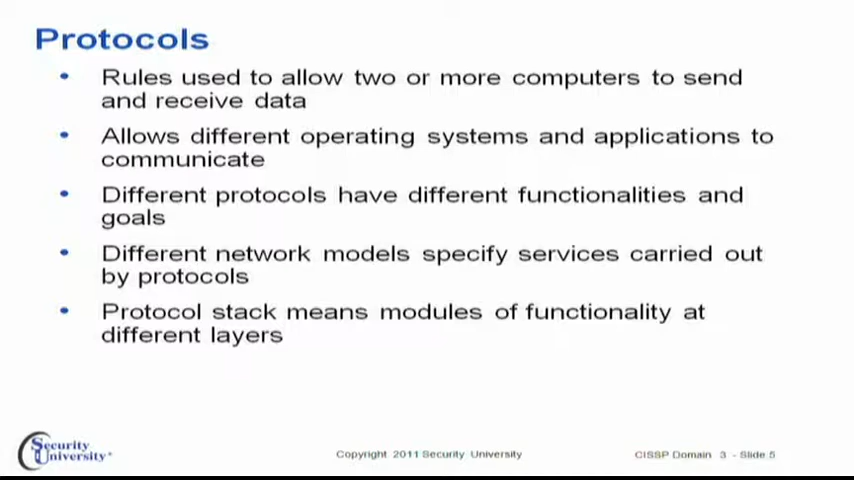 Protocols
• Rules used to allow two or more computers to send
and receive data
• Allows different operating systems and applications to
communicate
• Different protocols have different functionalities and
goals
• Different network models specify services carried out
by protocols
• Protocol stack means modules of functionality at
different layers
Security
University
Copyright 2011 Security University
CISSP Domain 3 - Slide 5